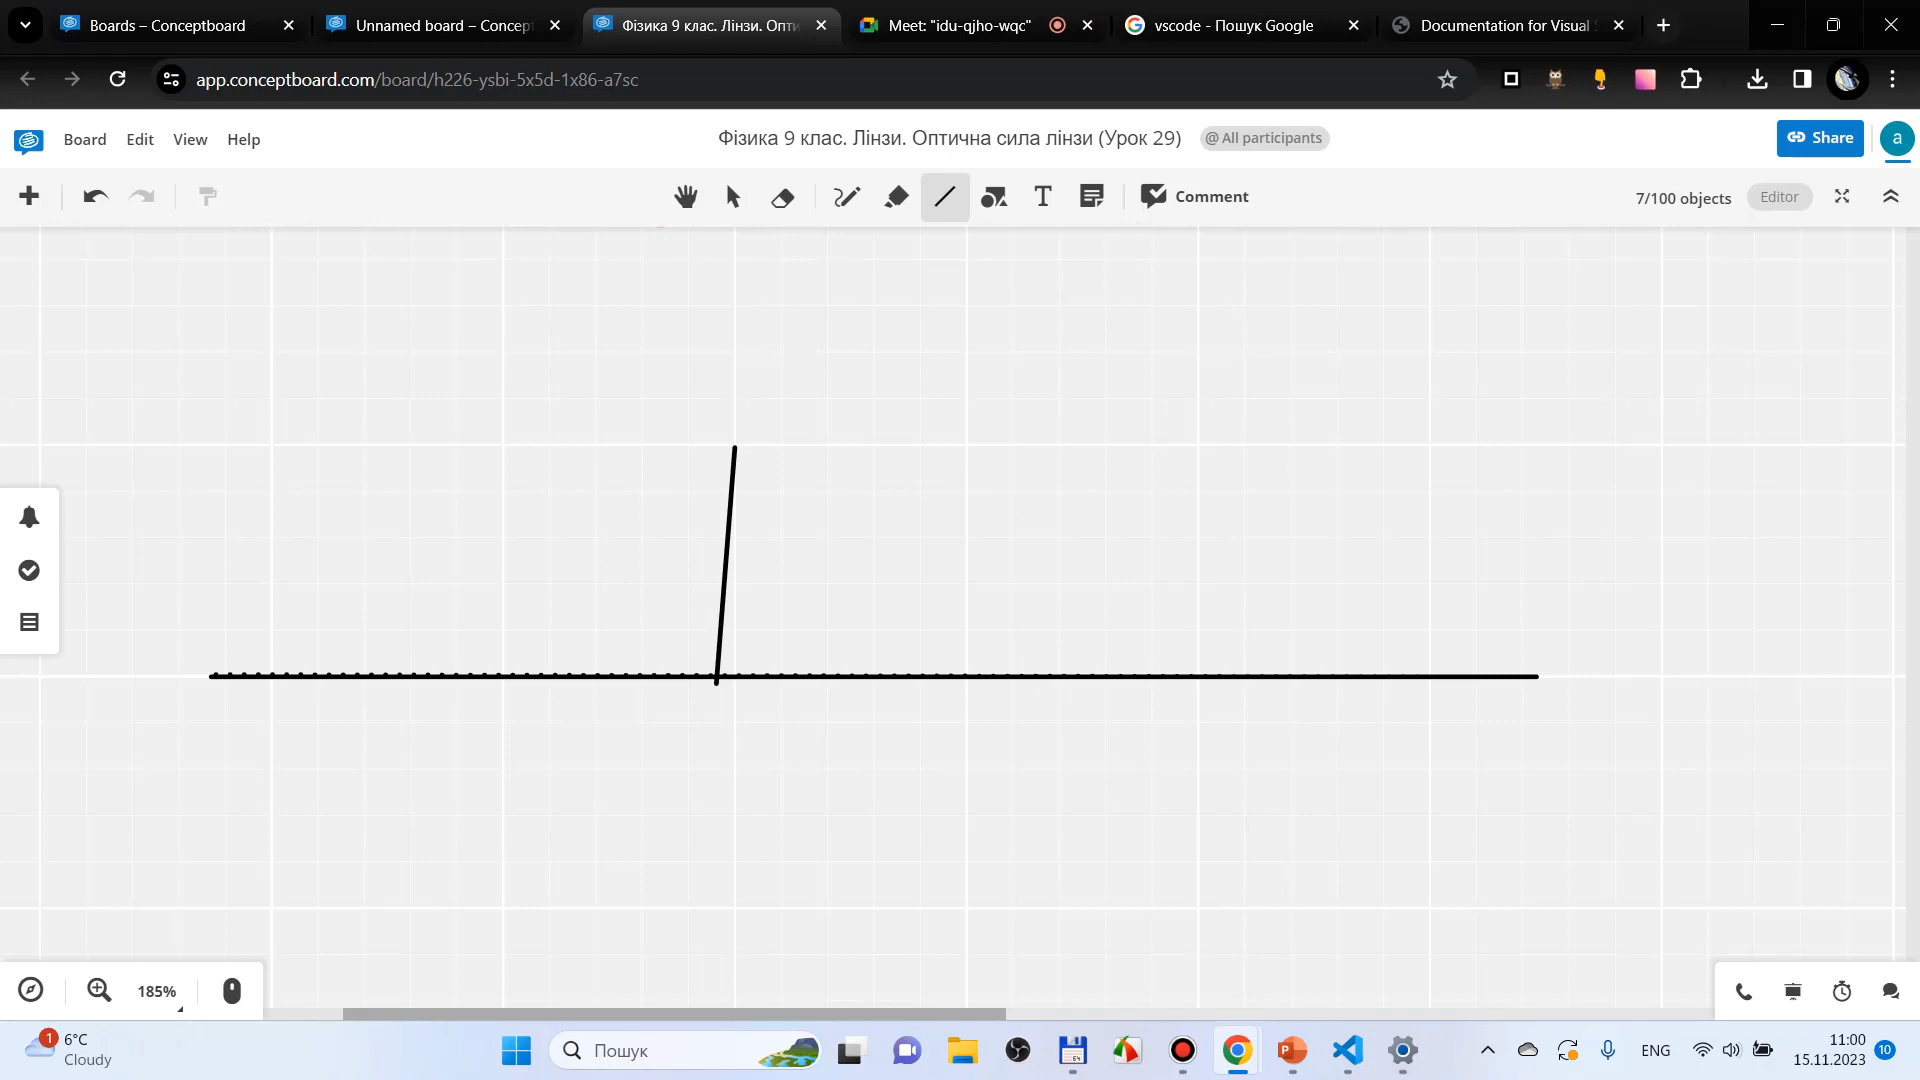 Boards – Conceptboard
Unnamed board – Concep
Фізика 9 клас. Лінзи. Опти
Meet: "idu-qjho-wqc"
vscode - Пошук Google
Documentation for Visual S
app.conceptboard.com/board/h226-ysbi-5x5d-1x86-a7sc
Board Edit View Help
Фізика 9 клас. Лінзи. Оптична сила лінзи (Урок 29)
@ All participants
Share
a
T
Comment
7/100 objects
Editor
185%
1
6°C
Cloudy
Пошук
64
ENG
11:00
15.11.2023
10